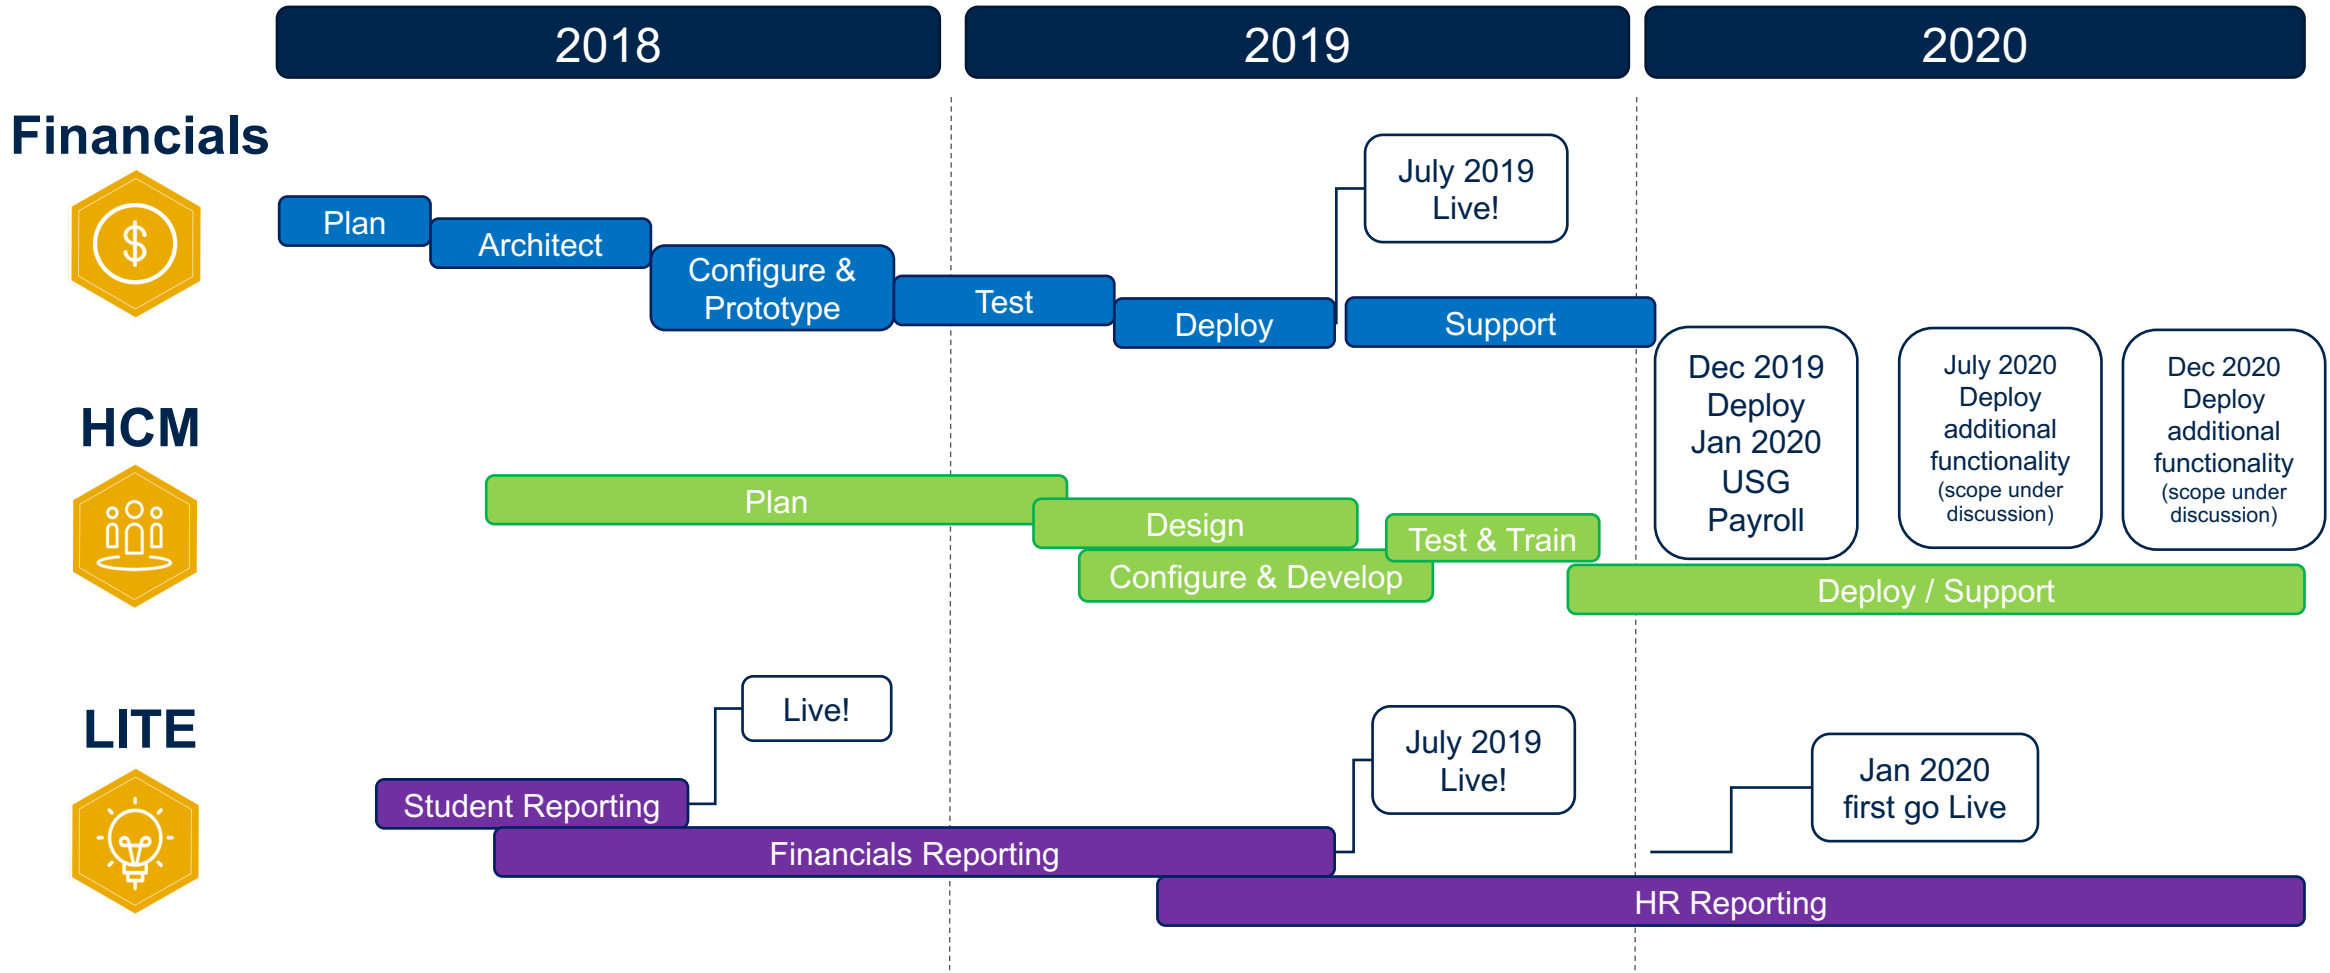 2018
2019
2020
Financials
Plan
Architect
Configure &
Prototype
Test
Deploy
Support
July 2019
Live!
HCM
Plan
Design
Configure & Develop
Test & Train
Deploy / Support
Dec 2019
Deploy
Jan 2020
USG
Payroll
July 2020
Deploy
additional
functionality
(scope under
discussion)
Dec 2020
Deploy
additional
functionality
(scope under
discussion)
LITE
Student Reporting
Live!
Financials Reporting
July 2019
Live!
HR Reporting
Jan 2020
first go Live